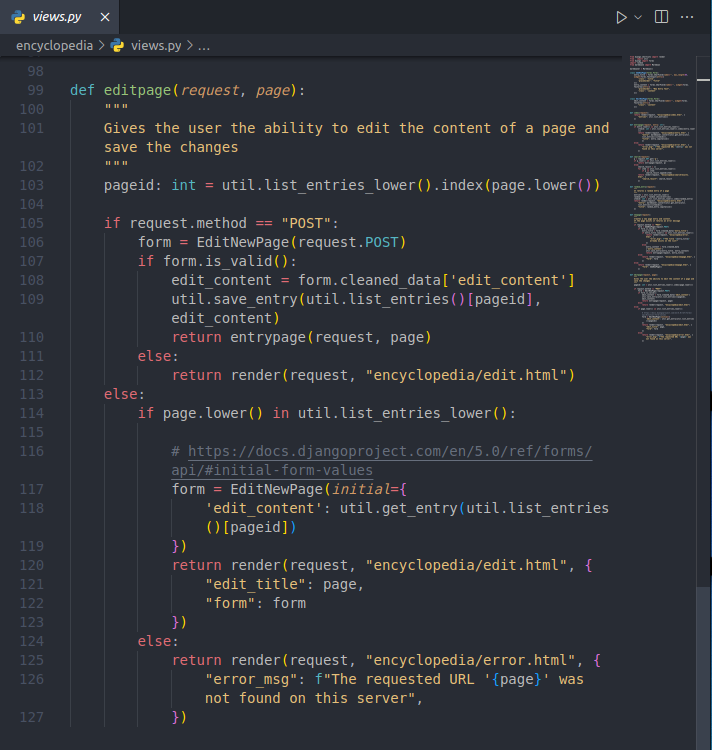 views.py
encyclopedia > views.py > ...
98
99 def editpage(request, page):
100 """
101 Gives the user the ability to edit the content of a page and
save the changes
102 """
103 pageid: int = util.list_entries_lower().index(page.lower())
104
105 if request.method == "POST":
106 form = EditNewPage(request.POST)
107 if form.is_valid():
108 edit_content = form.cleaned_data['edit_content']
109 util.save_entry(util.list_entries()[pageid],
edit_content)
110 return entrypage(request, page)
111 else:
112 return render(request, "encyclopedia/edit.html")
113 else:
114 if page.lower() in util.list_entries_lower():
115
116 # https://docs.djangoproject.com/en/5.0/ref/forms/
api/#initial-form-values
117 form = EditNewPage(initial={
118 'edit_content': util.get_entry(util.list_entries
()[pageid])
119 })
120 return render(request, "encyclopedia/edit.html", {
121 "edit_title": page,
122 "form": form
123 })
124 else:
125 return render(request, "encyclopedia/error.html", {
126 "error_msg": f"The requested URL '{page}' was
not found on this server",
127 })